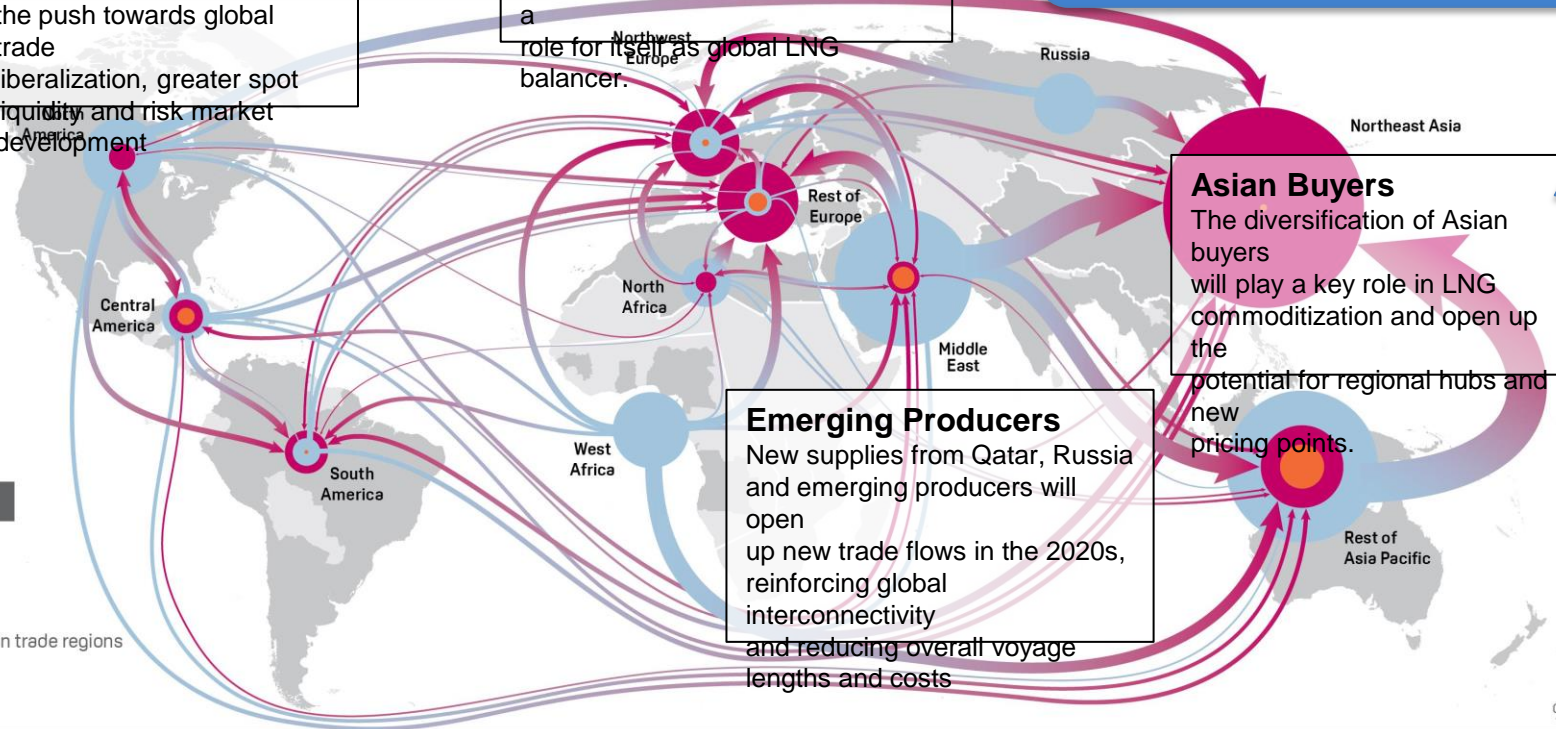 the push towards global
trade
liberalization, greater spot
liquidity and risk market
development
a
role for itself as global LNG
balancer.
North
America
Northwest
Europe
Russia
Northeast Asia
Asian Buyers
The diversification of Asian
buyers
will play a key role in LNG
commoditization and open up
the
potential for regional hubs and
new
pricing points.
Rest of
Europe
North
Africa
Central
America
Middle
East
Emerging Producers
New supplies from Qatar, Russia
and emerging producers will
open
up new trade flows in the 2020s,
reinforcing global
interconnectivity
and reducing overall voyage
lengths and costs
West
Africa
South
America
Rest of
Asia Pacific
n trade regions